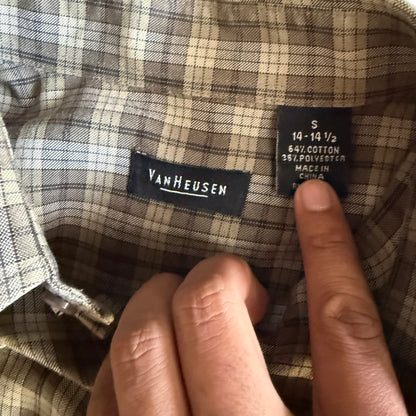 VANHEUSEN
S
14 - 14 ½
64% COTTON
36% POLYESTER
MADE IN
CHINA